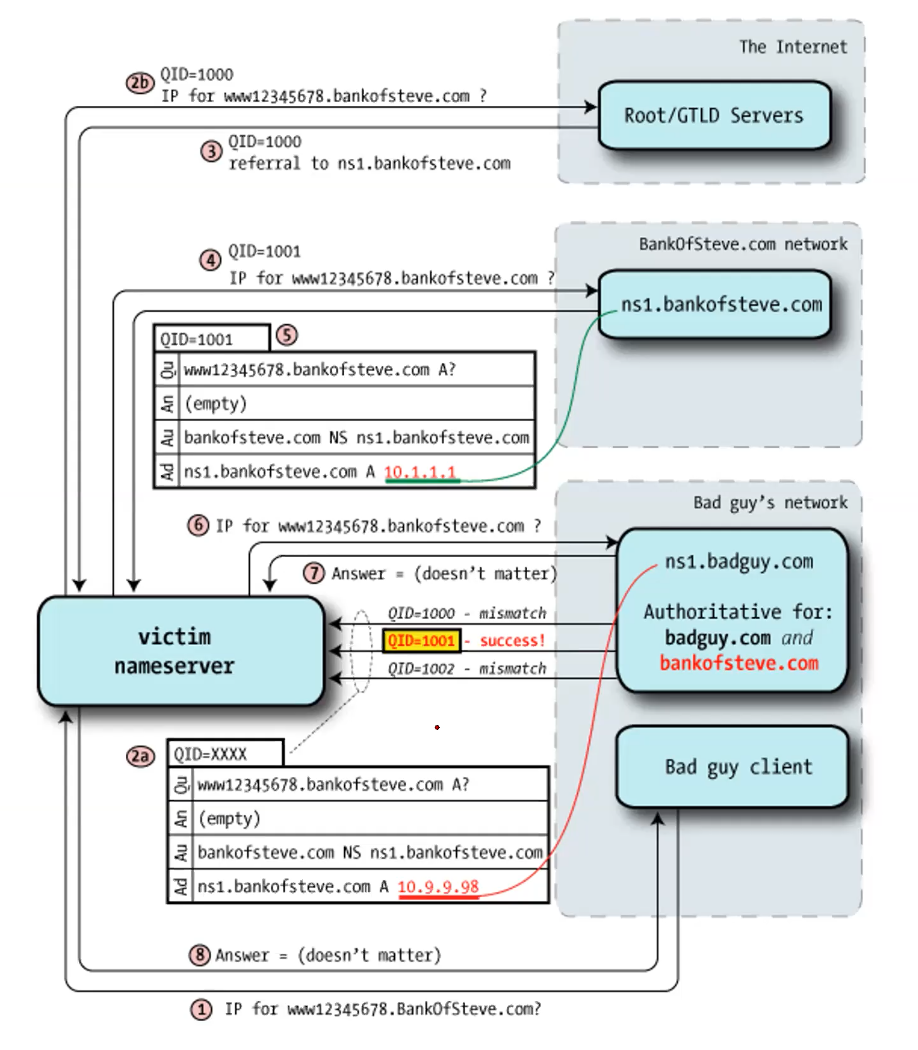 The Internet
2b QID=1000
IP for www12345678.bankofsteve.com ?
Root/GTLD Servers
3 QID=1000
referral to ns1.bankofsteve.com
BankOfSteve.com network
4 QID=1001
IP for www12345678.bankofsteve.com ?
ns1.bankofsteve.com
QID=1001 5
Qu www12345678.bankofsteve.com A?
An (empty)
Au bankofsteve.com NS ns1.bankofsteve.com
Ad ns1.bankofsteve.com A 10.1.1.1
Bad guy's network
6 IP for www12345678.bankofsteve.com ?
7 Answer = (doesn't matter)
ns1.badguy.com
Authoritative for:
badguy.com and
bankofsteve.com
QID=1000 - mismatch
QID=1001 - success!
QID=1002 - mismatch
victim
nameserver
2a QID=XXXX
Qu www12345678.bankofsteve.com A?
An (empty)
Au bankofsteve.com NS ns1.bankofsteve.com
Ad ns1.bankofsteve.com A 10.9.9.98
Bad guy client
8 Answer = (doesn't matter)
1 IP for www12345678.BankOfSteve.com?